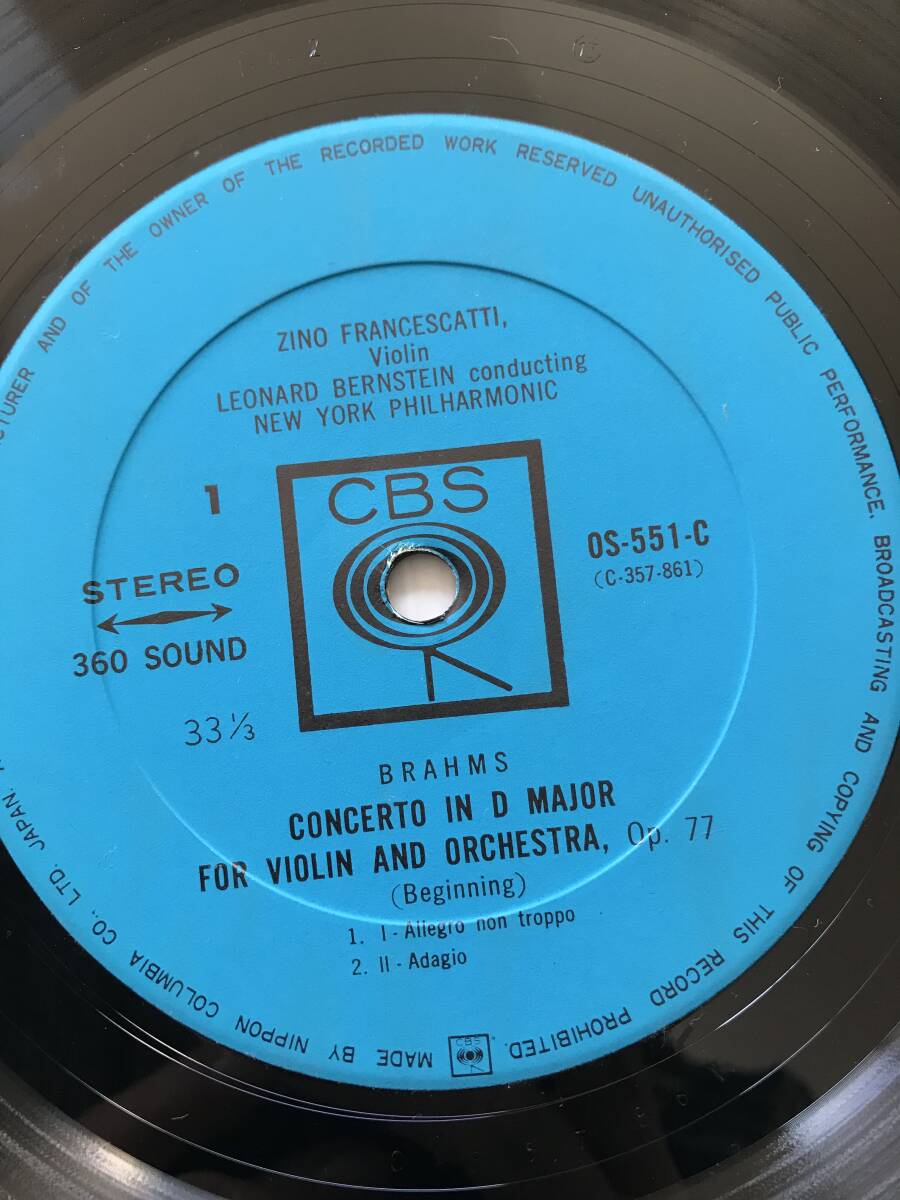 ZINO FRANCESCATTI,
Violin
LEONARD BERNSTEIN conducting
NEW YORK PHILHARMONIC
1
CBS
OS-551-C
(C-357-861)
STEREO
360 SOUND
33 ⅓
BRAHMS
CONCERTO IN D MAJOR
FOR VIOLIN AND ORCHESTRA, Op. 77
(Beginning)
1. I - Allegro non troppo
2. II - Adagio
AND OF THE OWNER OF THE RECORDED WORK RESERVED UNAUTHORISED PUBLIC PERFORMANCE, BROADCASTING AND COPYING OF THIS RECORD PROHIBITED.
CBS
MADE BY NIPPON COLUMBIA CO., LTD. JAPAN.